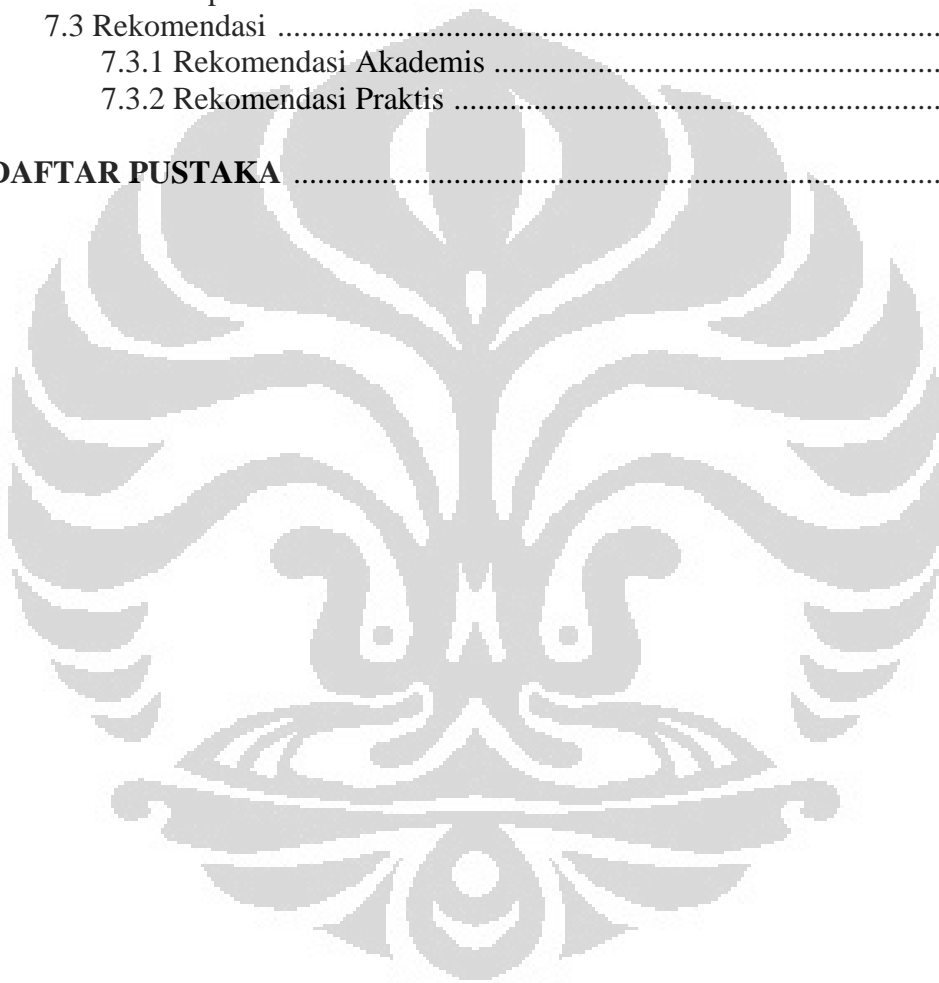 7.3 Rekomendasi ....................................................................................
7.3.1 Rekomendasi Akademis .........................................................
7.3.2 Rekomendasi Praktis ..............................................................
DAFTAR PUSTAKA ..................................................................................